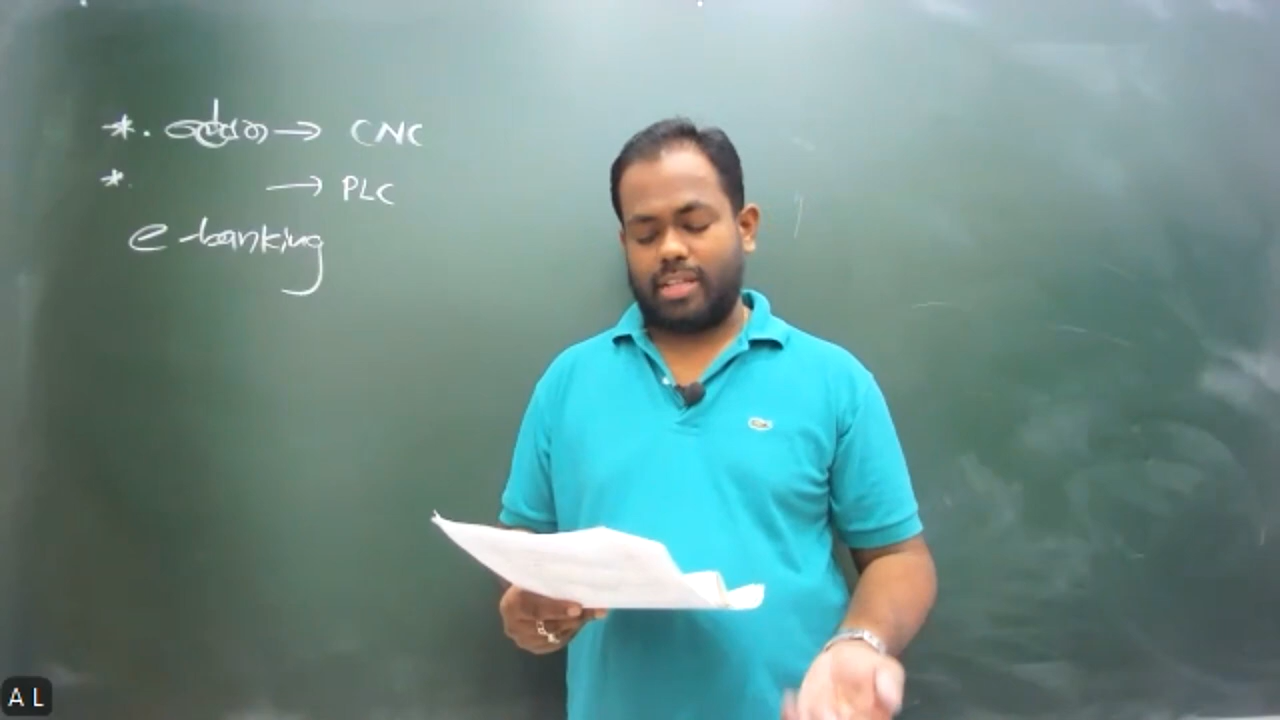 *. → CNC
* → PLC
e-banking
A L